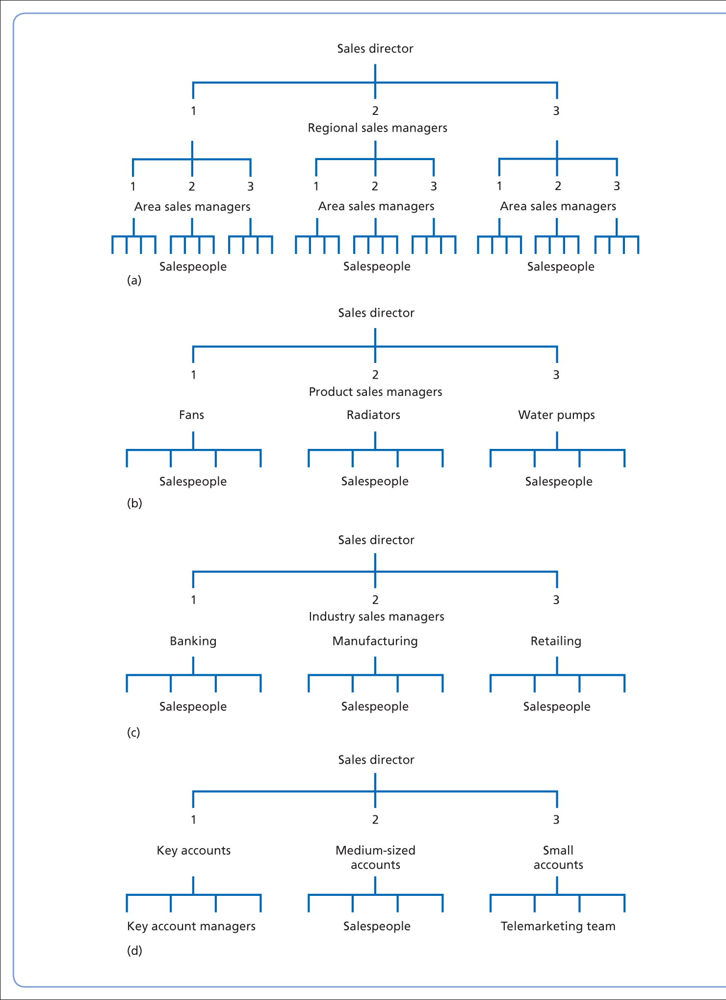 Sales director
1 2 3
Regional sales managers
1 2 3 1 2 3 1 2 3
Area sales managers Area sales managers Area sales managers
Salespeople Salespeople Salespeople
(a)
Sales director
1 2 3
Product sales managers
Fans Radiators Water pumps
Salespeople Salespeople Salespeople
(b)
Sales director
1 2 3
Industry sales managers
Banking Manufacturing Retailing
Salespeople Salespeople Salespeople
(c)
Sales director
1 2 3
Key accounts Medium-sized Small
accounts accounts
Key account managers Salespeople Telemarketing team
(d)